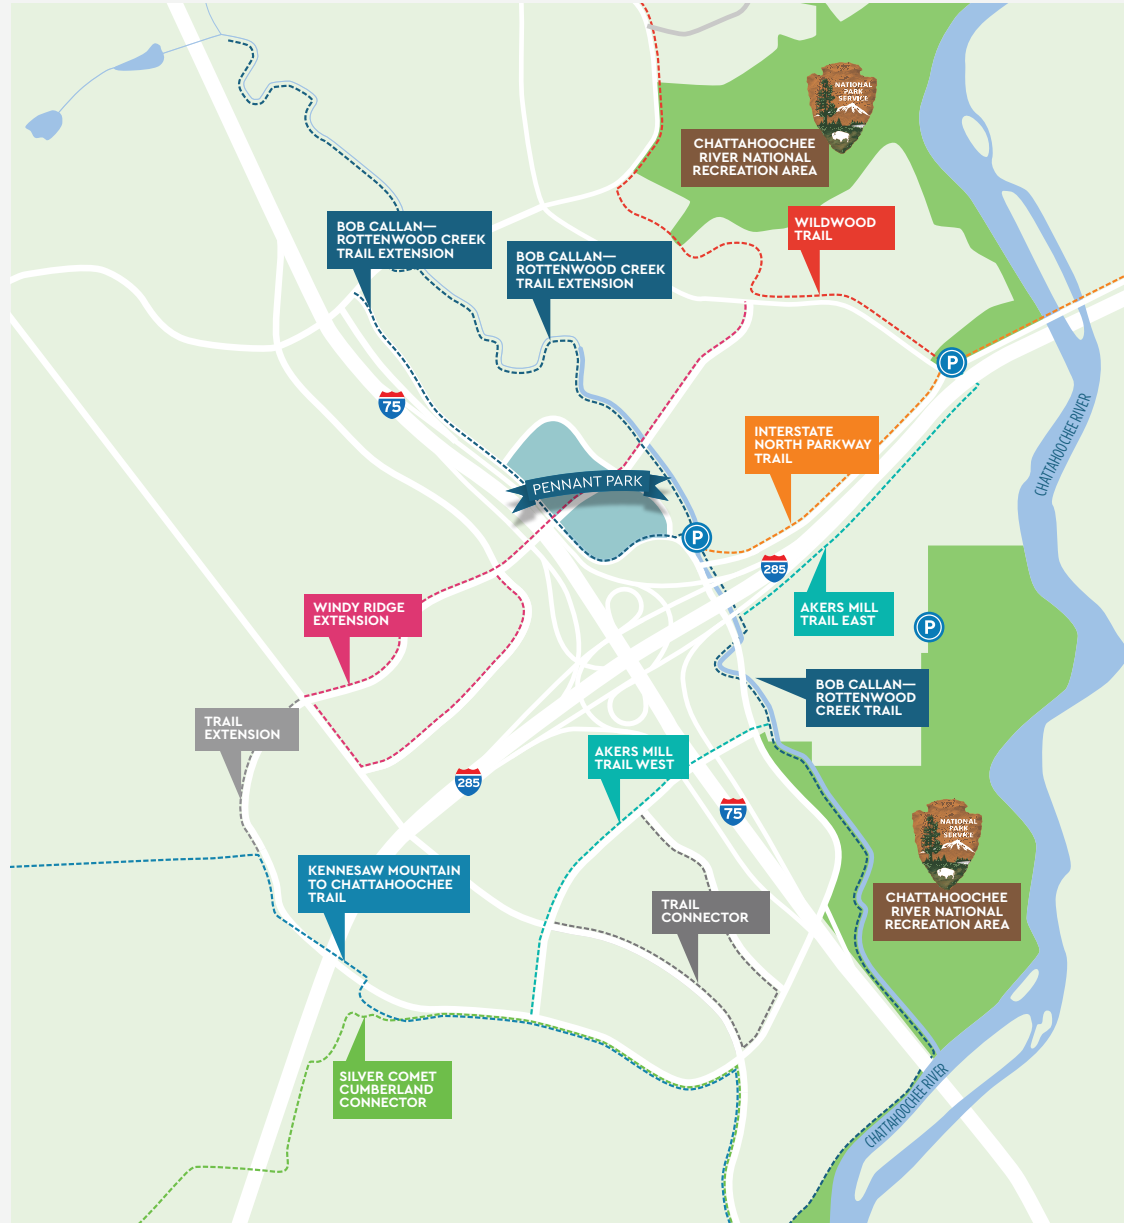 NATIONAL
PARK
SERVICE
CHATTAHOOCHEE
RIVER NATIONAL
RECREATION AREA
WILDWOOD
TRAIL
BOB CALLAN—
ROTTENWOOD CREEK
TRAIL EXTENSION
BOB CALLAN—
ROTTENWOOD CREEK
TRAIL EXTENSION
P
75
CHATTAHOOCHEE RIVER
INTERSTATE
NORTH PARKWAY
TRAIL
PENNANT PARK
P
285
WINDY RIDGE
EXTENSION
AKERS MILL
TRAIL EAST
P
BOB CALLAN—
ROTTENWOOD
CREEK TRAIL
TRAIL
EXTENSION
AKERS MILL
TRAIL WEST
285
75
NATIONAL
PARK
SERVICE
KENNESAW MOUNTAIN
TO CHATTAHOOCHEE
TRAIL
TRAIL
CONNECTOR
CHATTAHOOCHEE
RIVER NATIONAL
RECREATION AREA
SILVER COMET
CUMBERLAND
CONNECTOR
CHATTAHOOCHEE RIVER